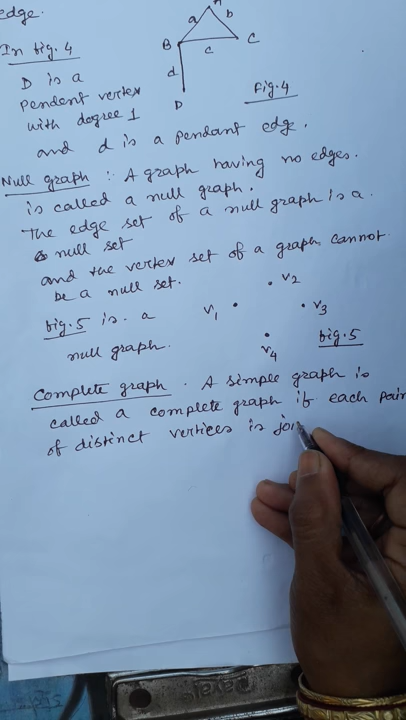 edge.
A
a
b
B
c
C
d
D
Fig.4
In fig. 4
D is a
pendent vertex
with degree 1
and d is a pendant edge.
Null graph : A graph having no edges.
is called a null graph.
The edge set of a null graph is a
null set
and the vertex set of a graph cannot
be a null set.
v1
v2
v3
v4
fig. 5 is a
null graph.
fig.5
Complete graph . A simple graph is
called a complete graph if each pair
of distinct vertices is joi